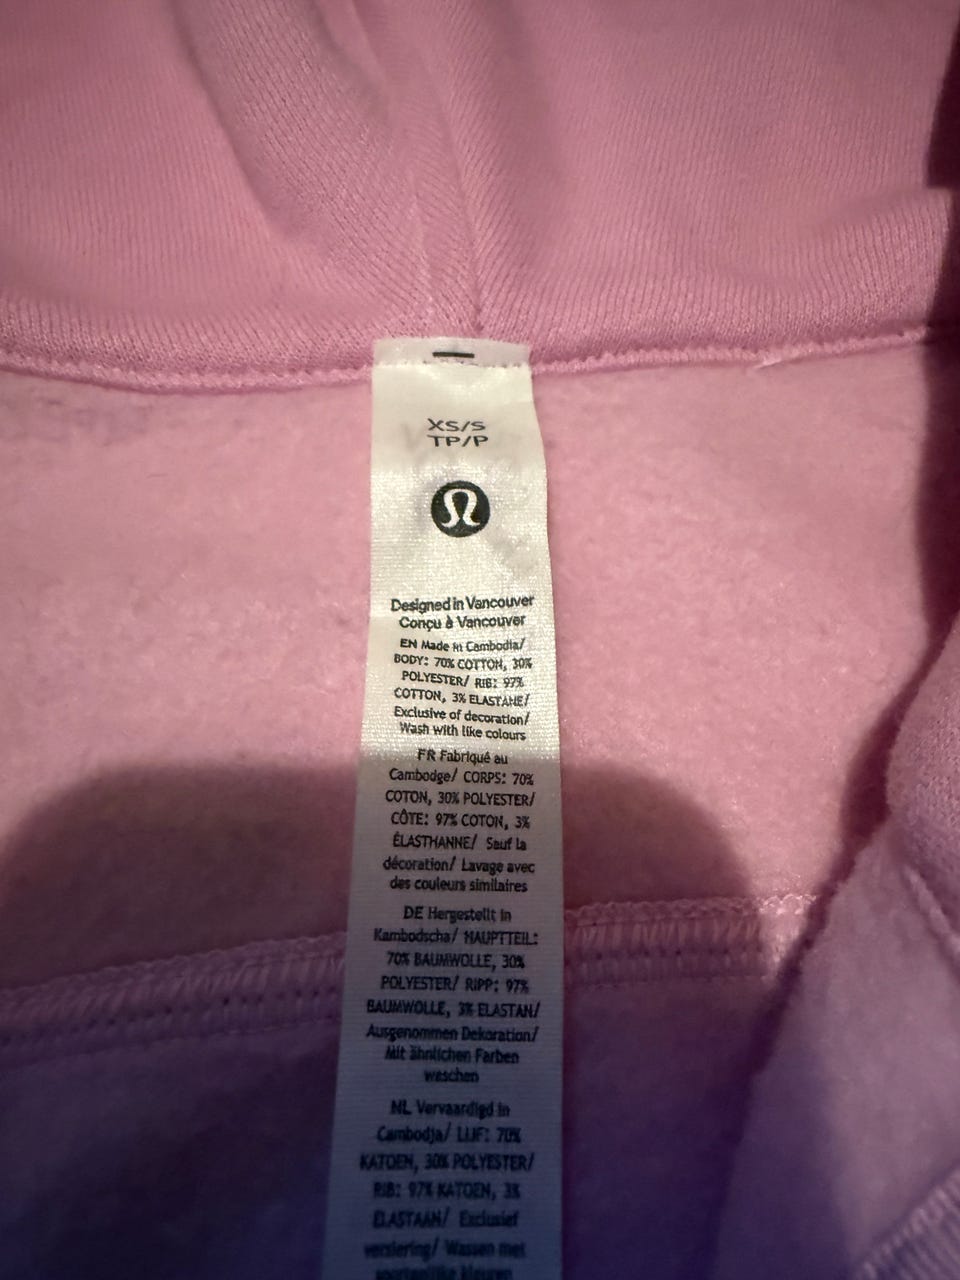 XS/S
TP/P
Designed in Vancouver
Conçu à Vancouver
EN Made in Cambodia/
BODY: 70% COTTON, 30%
POLYESTER/ RIB: 97%
COTTON, 3% ELASTANE/
Exclusive of decoration/
Wash with like colours
FR Fabriqué au
Cambodge/ CORPS: 70%
COTON, 30% POLYESTER/
CÔTE: 97% COTON, 3%
ÉLASTHANNE/ Sauf la
décoration/ Lavage avec
des couleurs similaires
DE Hergestellt in
Kambodscha/ HAUPTTEIL:
70% BAUMWOLLE, 30%
POLYESTER/ RIPP: 97%
BAUMWOLLE, 3% ELASTAN/
Ausgenommen Dekoration/
Mit ähnlichen Farben
waschen
NL Vervaardigd in
Cambodja/ LIJF: 70%
KATOEN, 30% POLYESTER/
RIB: 97% KATOEN, 3%
ELASTAAN/ Exclusief
versiering/ Wassen met
soortgelijke kleuren